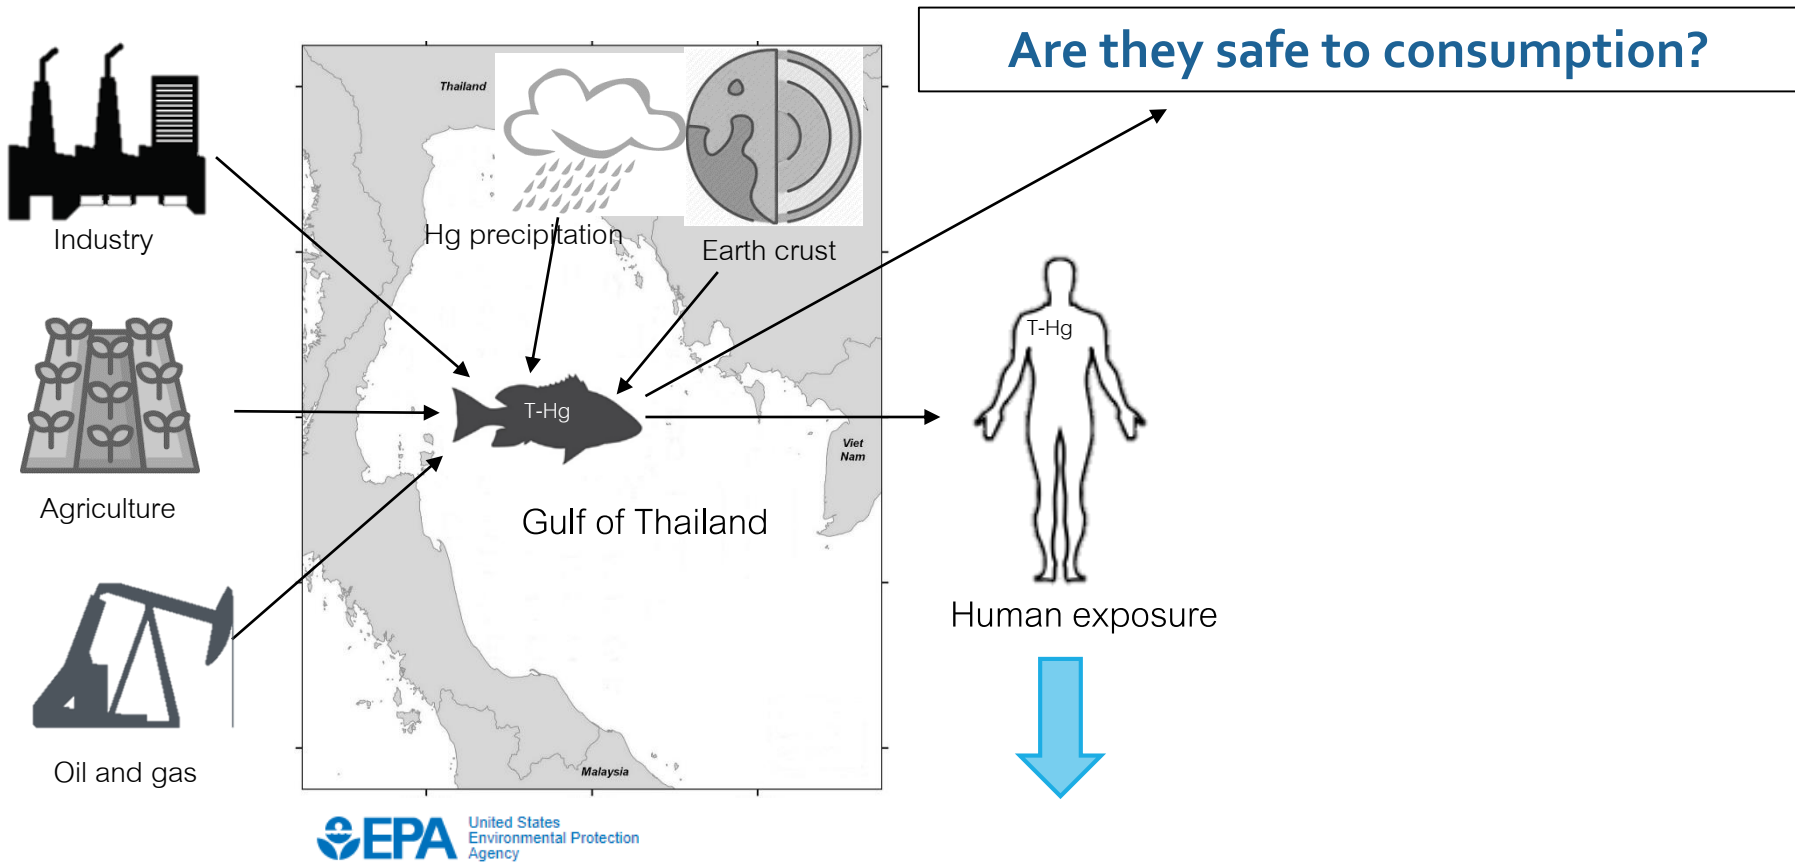 Are they safe to consumption?
Thailand
Industry
Hg precipitation
Earth crust
T-Hg
T-Hg
Viet
Nam
Agriculture
Gulf of Thailand
Human exposure
Oil and gas
Malaysia
EPA
United States
Environmental Protection
Agency